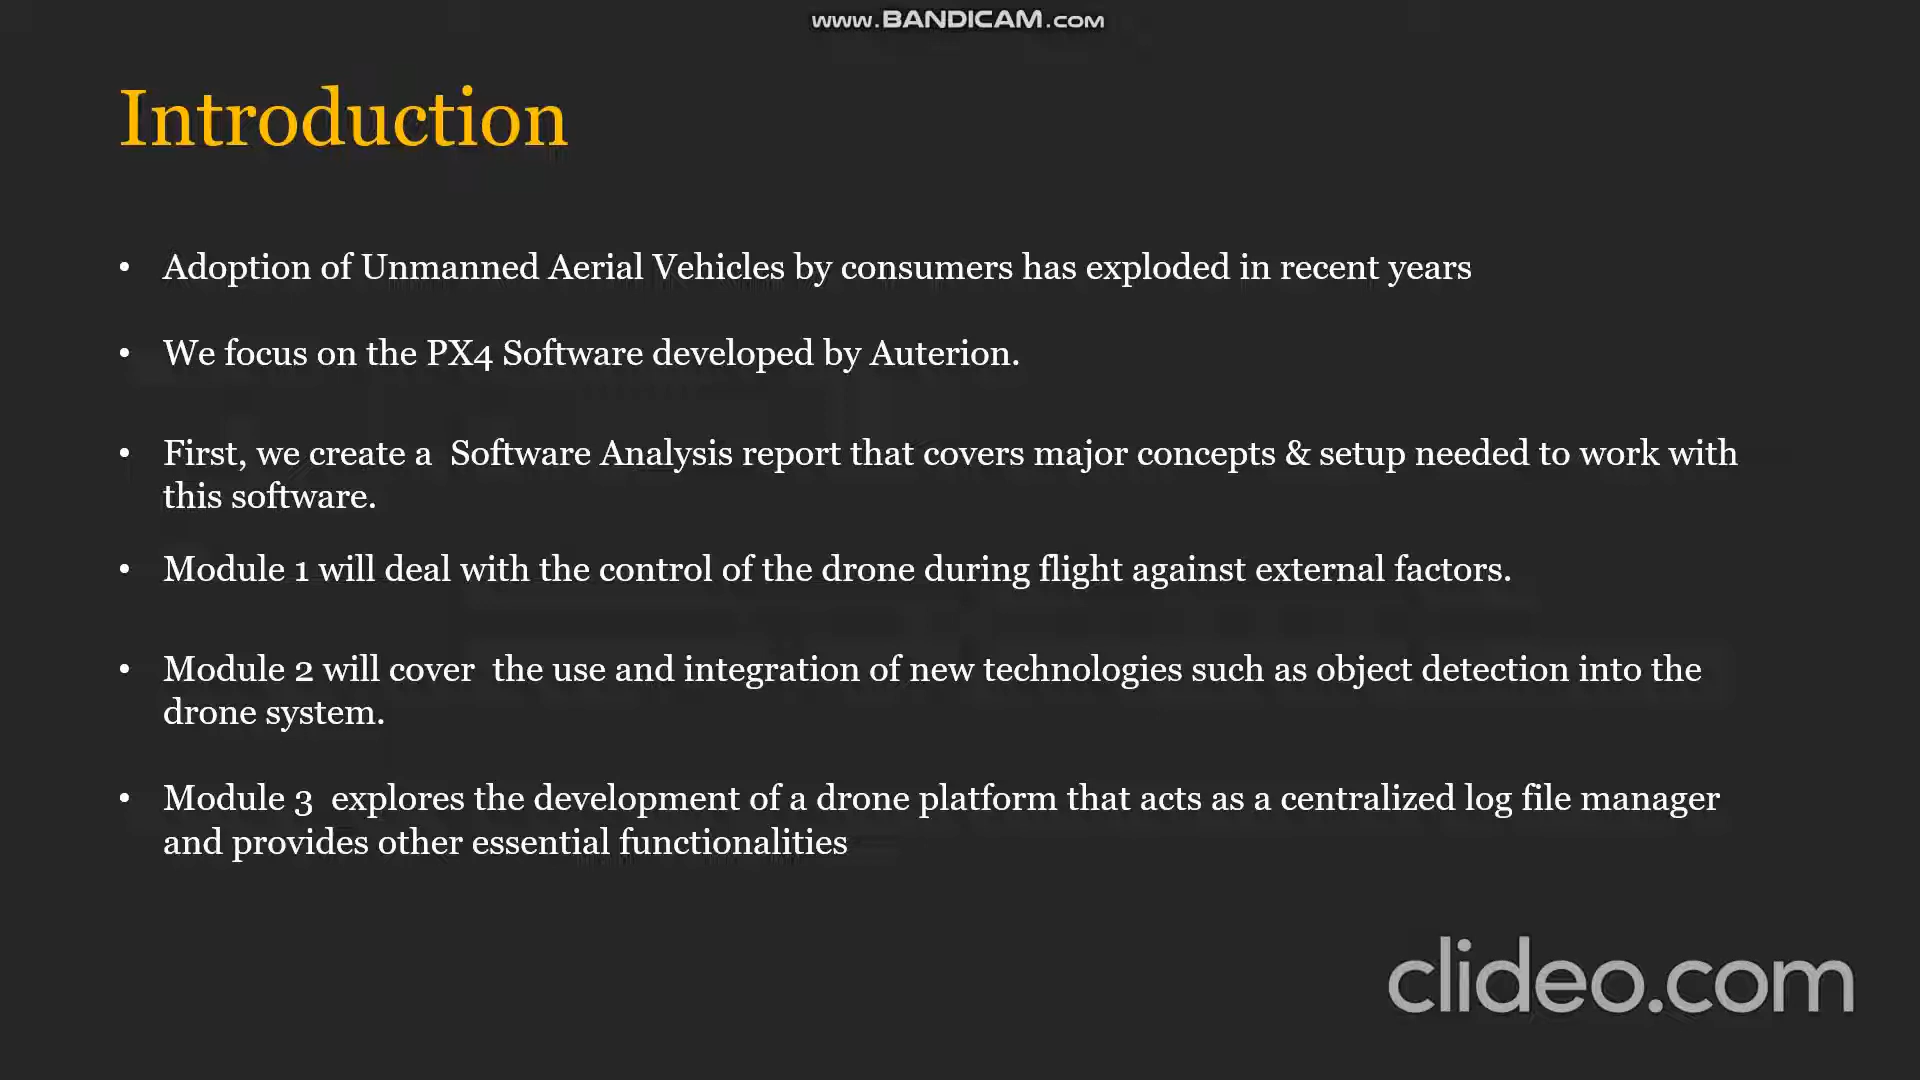 www.BANDICAM.com
Introduction
• Adoption of Unmanned Aerial Vehicles by consumers has exploded in recent years
• We focus on the PX4 Software developed by Auterion.
• First, we create a  Software Analysis report that covers major concepts & setup needed to work with
this software.
• Module 1 will deal with the control of the drone during flight against external factors.
• Module 2 will cover  the use and integration of new technologies such as object detection into the
drone system.
• Module 3  explores the development of a drone platform that acts as a centralized log file manager
and provides other essential functionalities
clideo.com